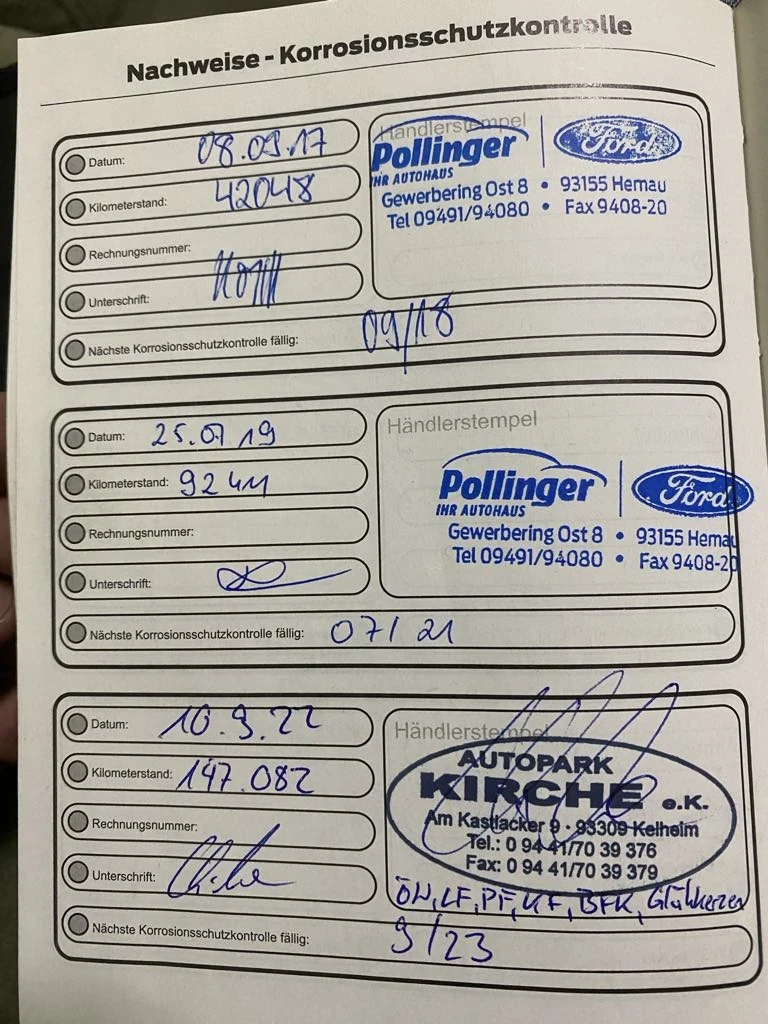 Nachweise - Korrosionsschutzkontrolle
Datum: 08.09.17
Kilometerstand: 42048
Rechnungsnummer:
Unterschrift:
Nächste Korrosionsschutzkontrolle fällig: 09/18
Händlerstempel
Pollinger
IHR AUTOHAUS
Ford
Gewerbering Ost 8 • 93155 Hemau
Tel 09491/94080 • Fax 9408-20
Datum: 25.07 19
Kilometerstand: 92411
Rechnungsnummer:
Unterschrift:
Nächste Korrosionsschutzkontrolle fällig: 07/21
Händlerstempel
Pollinger
IHR AUTOHAUS
Ford
Gewerbering Ost 8 • 93155 Hemau
Tel 09491/94080 • Fax 9408-20
Datum: 10.9.22
Kilometerstand: 147.082
Rechnungsnummer:
Unterschrift:
Nächste Korrosionsschutzkontrolle fällig: 9/23
Händlerstempel
AUTOPARK
KIRCHE e.K.
Am Kastlacker 9 · 93309 Kelheim
Tel.: 0 94 41/70 39 376
Fax: 0 94 41/70 39 379
ÖW, LF, PF, KF, BFK, Glühkerzen